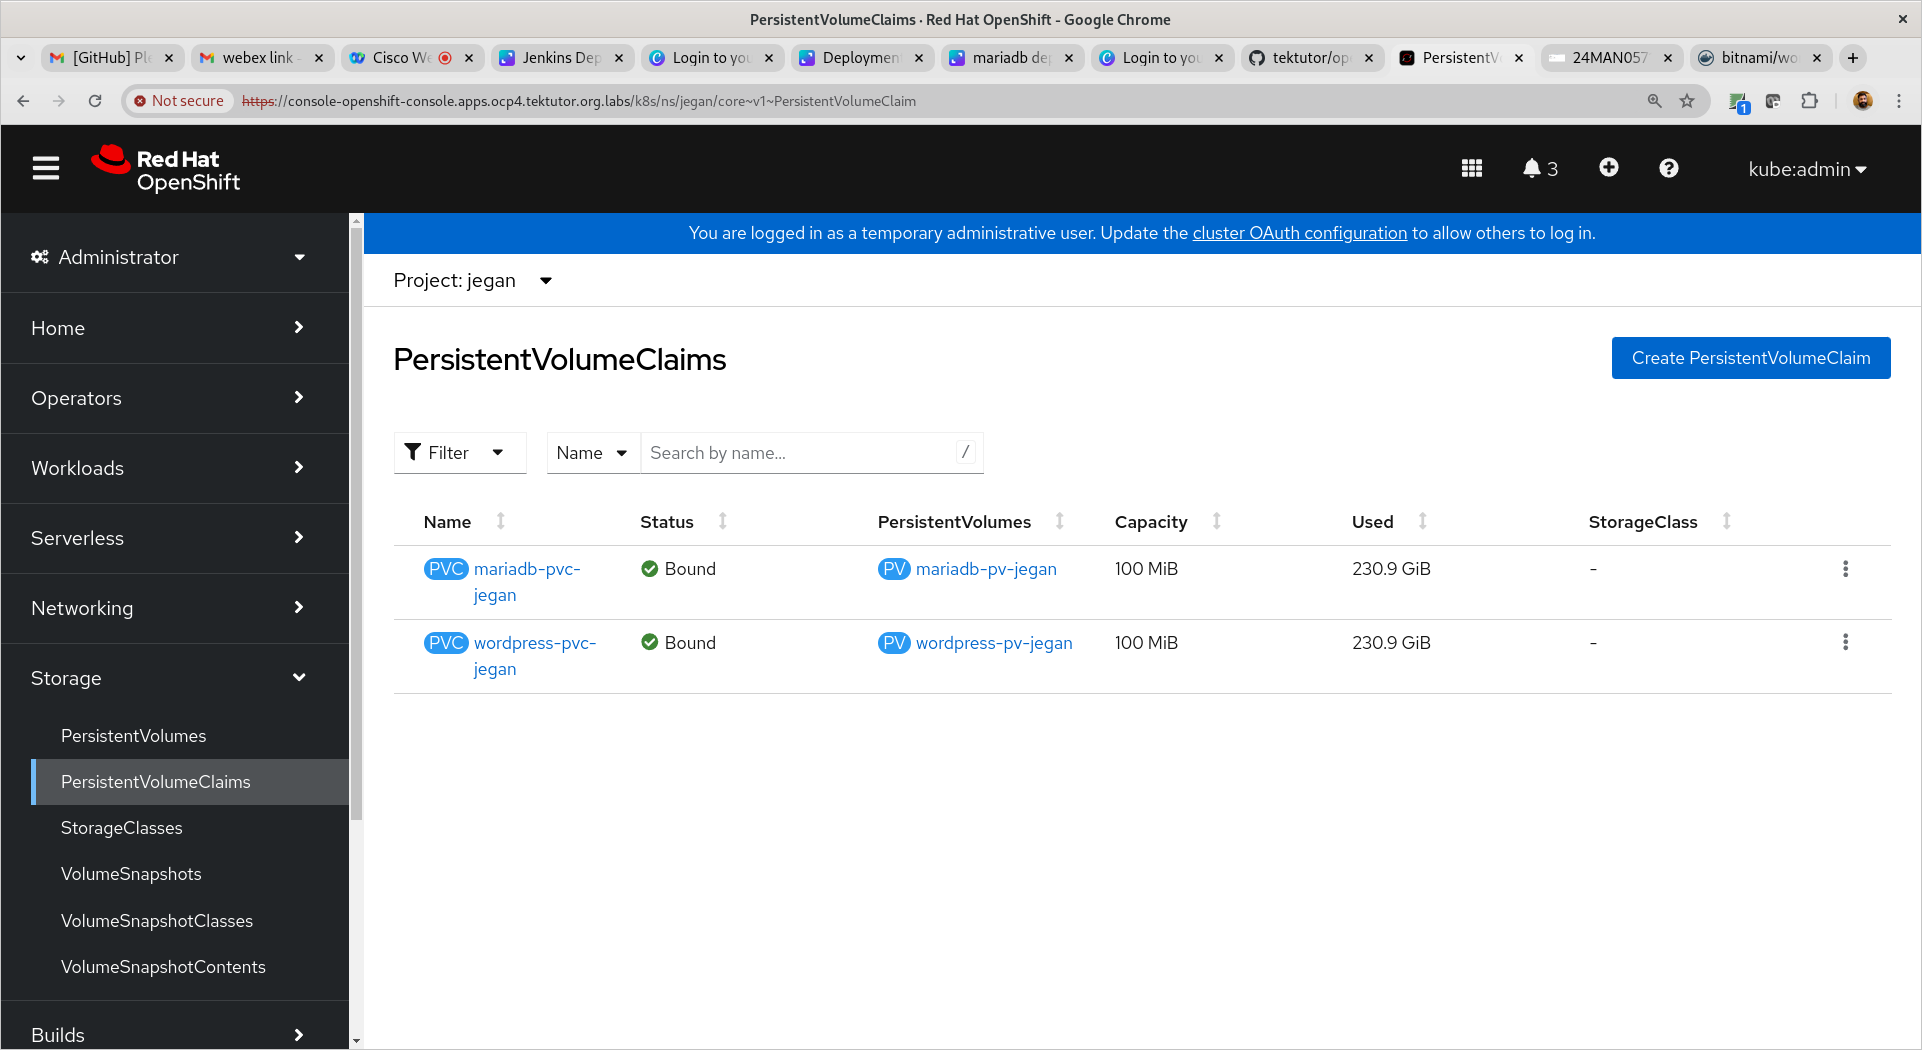 PersistentVolumeClaims · Red Hat OpenShift - Google Chrome
[GitHub] Pl
webex link -
Cisco We
Jenkins Dep
Login to you
Deploymen
mariadb de
Login to you
tektutor/op
PersistentV
24MAN057
bitnami/wo
Not secure
https://console-openshift-console.apps.ocp4.tektutor.org.labs/k8s/ns/jegan/core~v1~PersistentVolumeClaim
1
Red Hat
OpenShift
3
kube:admin
You are logged in as a temporary administrative user. Update the cluster OAuth configuration to allow others to log in.
Administrator
Home
Operators
Workloads
Serverless
Networking
Storage
PersistentVolumes
PersistentVolumeClaims
StorageClasses
VolumeSnapshots
VolumeSnapshotClasses
VolumeSnapshotContents
Builds
Project: jegan
PersistentVolumeClaims
Create PersistentVolumeClaim
Filter
Name
Search by name...
/
Name Status PersistentVolumes Capacity Used StorageClass
PVC mariadb-pvc-jegan Bound PV mariadb-pv-jegan 100 MiB 230.9 GiB -
PVC wordpress-pvc-jegan Bound PV wordpress-pv-jegan 100 MiB 230.9 GiB -